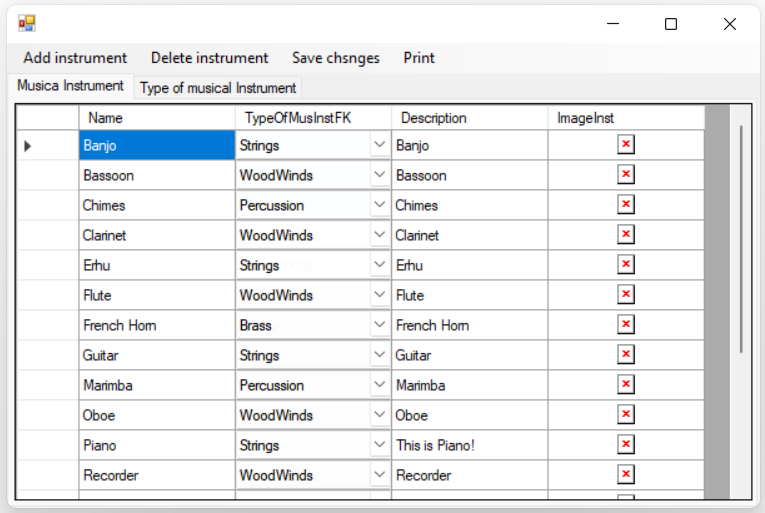 Add instrument Delete instrument Save chsnges Print
Musica Instrument Type of musical Instrument
Name TypeOfMusInstFK Description ImageInst
Banjo Strings Banjo
Bassoon WoodWinds Bassoon
Chimes Percussion Chimes
Clarinet WoodWinds Clarinet
Erhu Strings Erhu
Flute WoodWinds Flute
French Horn Brass French Horn
Guitar Strings Guitar
Marimba Percussion Marimba
Oboe WoodWinds Oboe
Piano Strings This is Piano!
Recorder WoodWinds Recorder